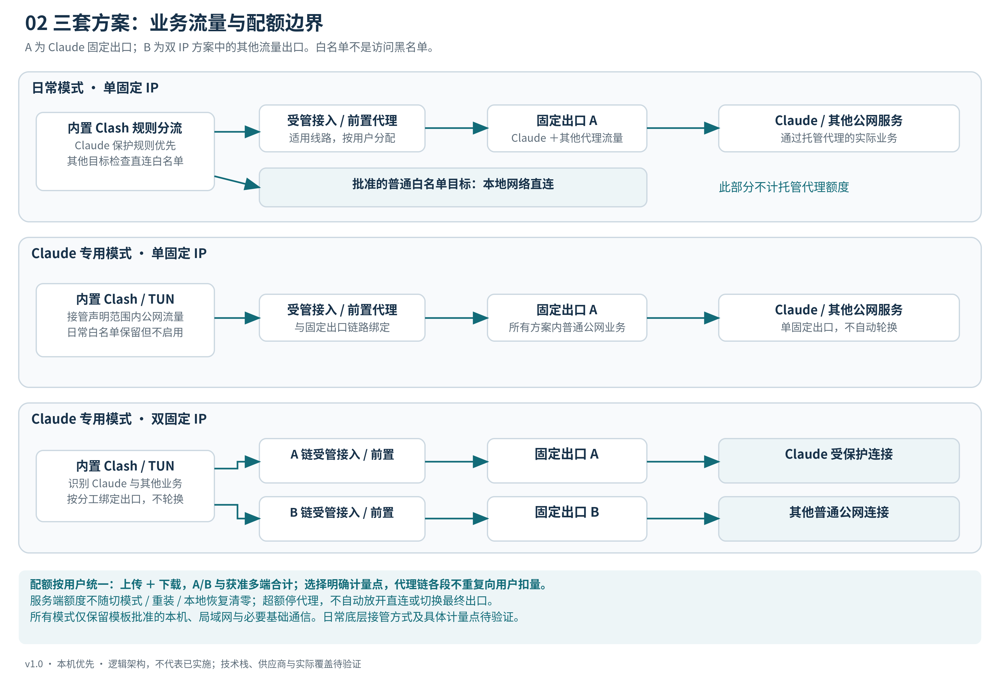 02 三套方案：业务流量与配额边界
A 为 Claude 固定出口；B 为双 IP 方案中的其他流量出口。白名单不是访问黑名单。
日常模式 · 单固定 IP
内置 Clash 规则分流
Claude 保护规则优先
其他目标检查直连白名单
受管接入 / 前置代理
适用线路，按用户分配
固定出口 A
Claude ＋其他代理流量
Claude / 其他公网服务
通过托管代理的实际业务
批准的普通白名单目标：本地网络直连
此部分不计托管代理额度
Claude 专用模式 · 单固定 IP
内置 Clash / TUN
接管声明范围内公网流量
日常白名单保留但不启用
受管接入 / 前置代理
与固定出口链路绑定
固定出口 A
所有方案内普通公网业务
Claude / 其他公网服务
单固定出口，不自动轮换
Claude 专用模式 · 双固定 IP
内置 Clash / TUN
识别 Claude 与其他业务
按分工绑定出口，不轮换
A 链受管接入 / 前置
固定出口 A
Claude 受保护连接
B 链受管接入 / 前置
固定出口 B
其他普通公网连接
配额按用户统一：上传 ＋ 下载，A/B 与获准多端合计；选择明确计量点，代理链各段不重复向用户扣量。
服务端额度不随切模式 / 重装 / 本地恢复清零；超额停代理，不自动放开直连或切换最终出口。
所有模式仅保留模板批准的本机、局域网与必要基础通信。日常底层接管方式及具体计量点待验证。
v1.0 · 本机优先 · 逻辑架构，不代表已实施；技术栈、供应商与实际覆盖待验证